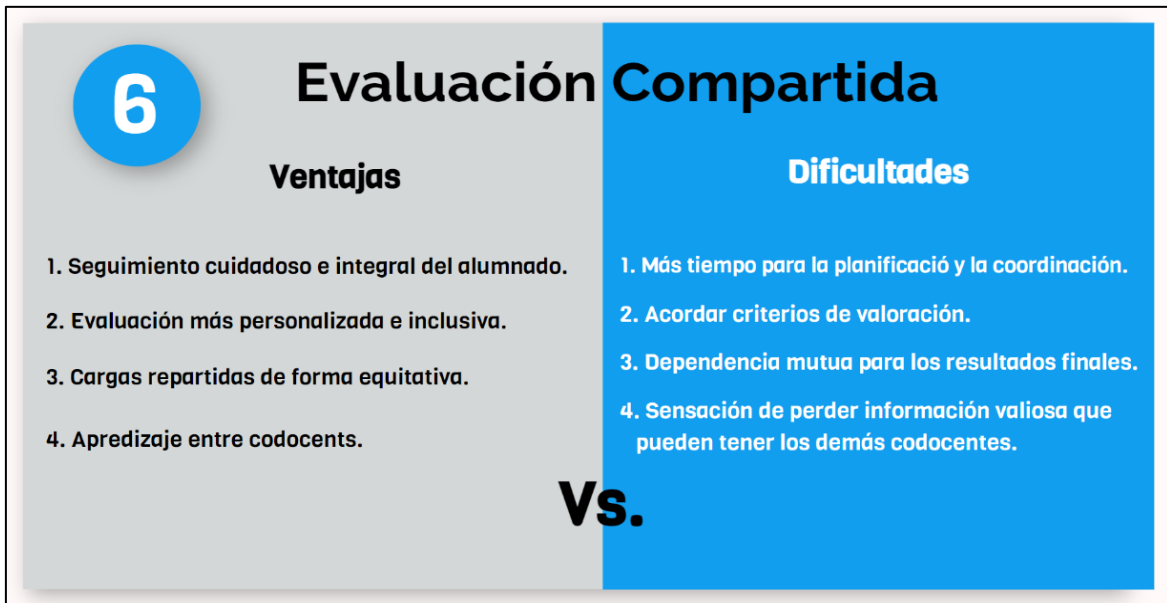 6
Evaluación Compartida
Ventajas
1. Seguimiento cuidadoso e integral del alumnado.
2. Evaluación más personalizada e inclusiva.
3. Cargas repartidas de forma equitativa.
4. Apredizaje entre codocents.
Dificultades
1. Más tiempo para la planificació y la coordinación.
2. Acordar criterios de valoración.
3. Dependencia mutua para los resultados finales.
4. Sensación de perder información valiosa que
pueden tener los demás codocentes.
Vs.